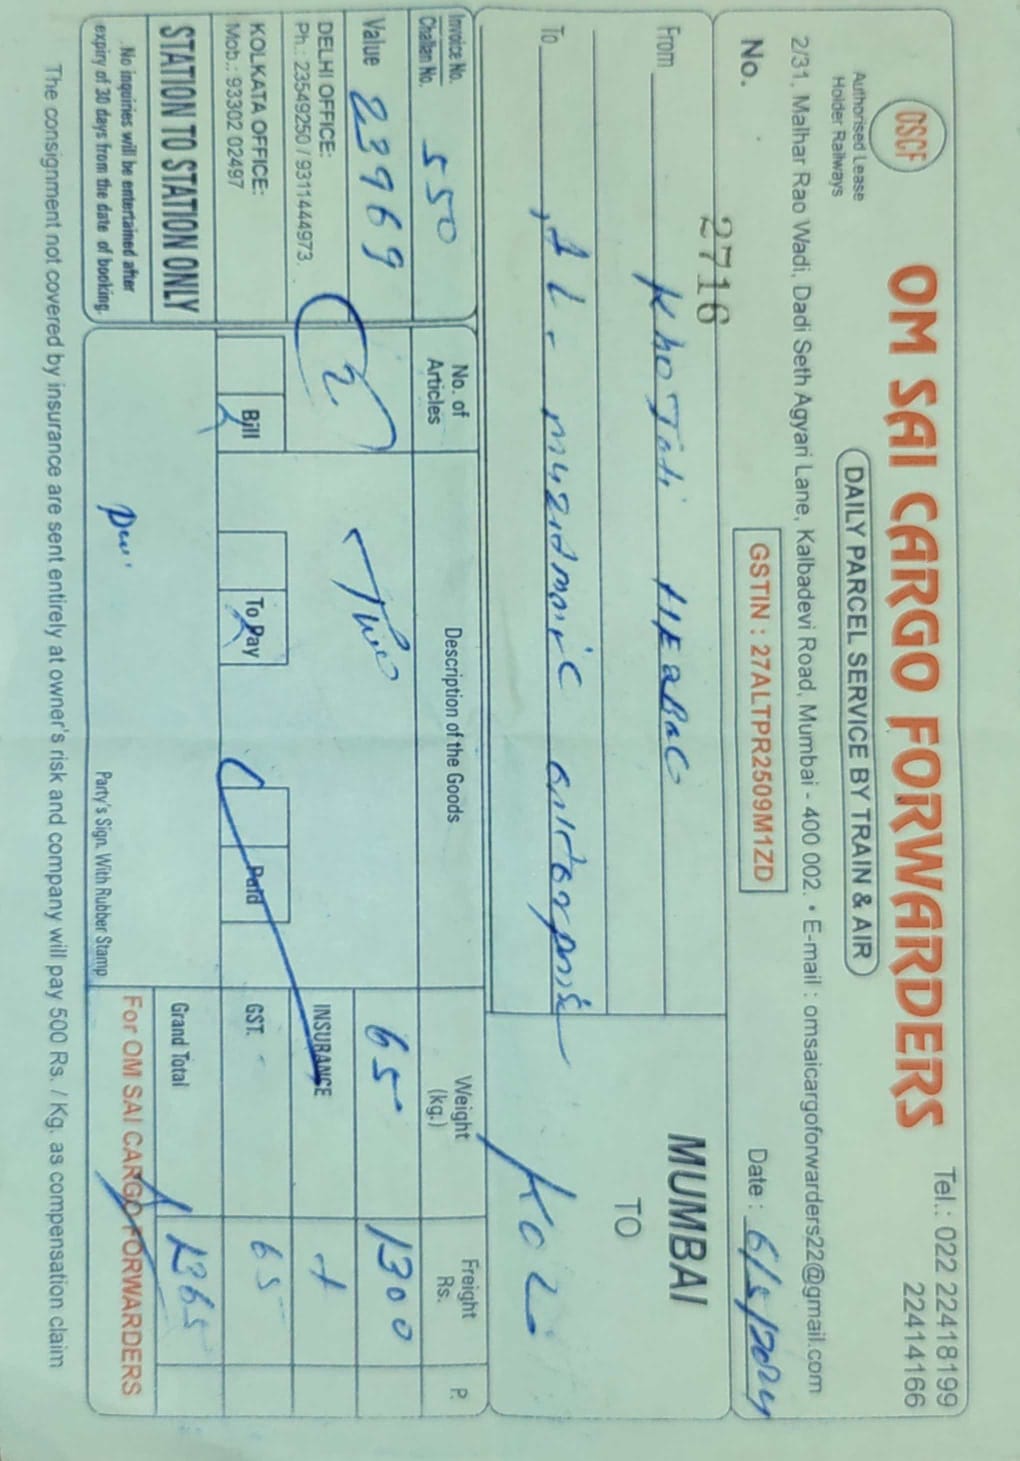 OSCF
Authorised Lease
Holder Railways
OM SAI CARGO FORWARDERS
Tel.: 022 22418199
22414166
DAILY PARCEL SERVICE BY TRAIN & AIR
2/31, Malhar Rao Wadi, Dadi Seth Agyari Lane, Kalbadevi Road, Mumbai - 400 002. • E-mail : omsaicargoforwarders22@gmail.com
No. 2716
GSTIN : 27ALTPR2509M1ZD
Date : 6/5/2024
From
MUMBAI
TO
To
KOL
Invoice No.
Challan No. 550
No. of
Articles
Description of the Goods
Weight
(kg.)
Freight
Rs.
P.
Value 23969
2
65
1300
DELHI OFFICE:
Ph.: 23549250 / 9311444973.
INSURANCE
KOLKATA OFFICE:
Mob.: 93302 02497
Bill
To Pay
Paid
GST. 65
STATION TO STATION ONLY
Grand Total 1365
No inquiries will be entertained after
expiry of 30 days from the date of booking.
Party's Sign. With Rubber Stamp
For OM SAI CARGO FORWARDERS
The consignment not covered by insurance are sent entirely at owner's risk and company will pay 500 Rs. / Kg. as compensation claim